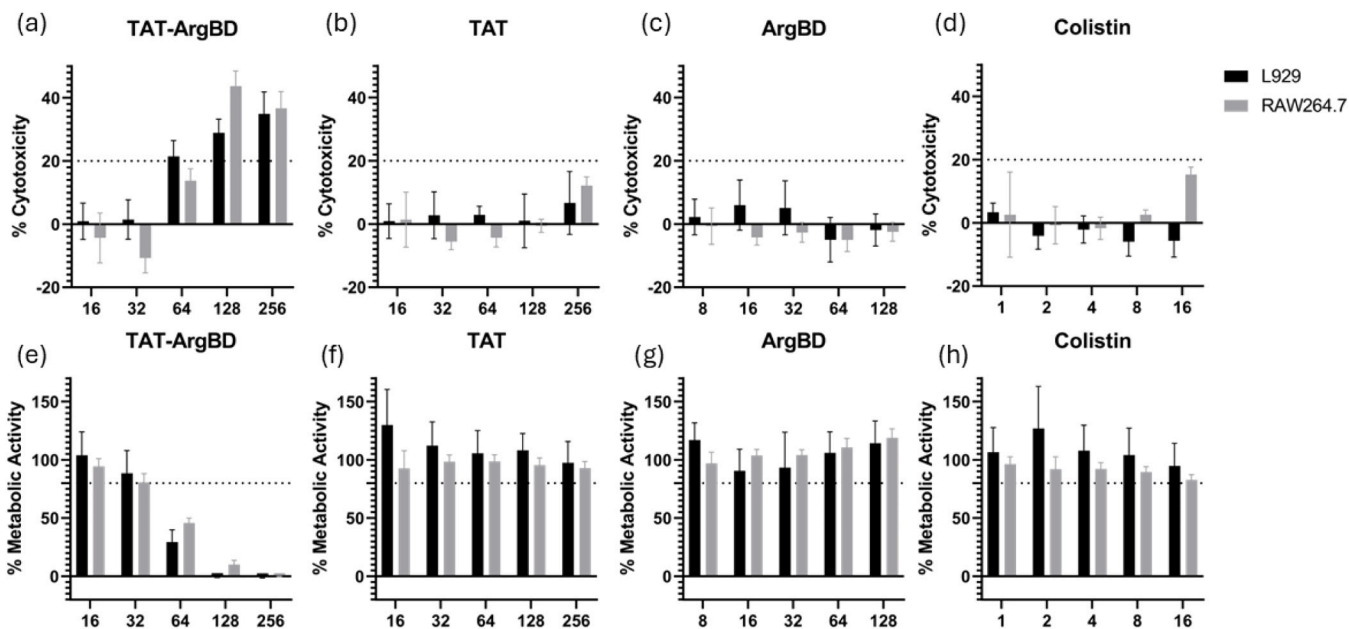 (a) TAT-ArgBD
% Cytotoxicity
40
20
0
-20
16 32 64 128 256
(b) TAT
% Cytotoxicity
40
20
0
-20
16 32 64 128 256
(c) ArgBD
% Cytotoxicity
40
20
0
-20
8 16 32 64 128
(d) Colistin
% Cytotoxicity
40
20
0
-20
1 2 4 8 16
L929
RAW264.7
(e) TAT-ArgBD
% Metabolic Activity
150
100
50
0
16 32 64 128 256
(f) TAT
% Metabolic Activity
150
100
50
0
16 32 64 128 256
(g) ArgBD
% Metabolic Activity
150
100
50
0
8 16 32 64 128
(h) Colistin
% Metabolic Activity
150
100
50
0
1 2 4 8 16